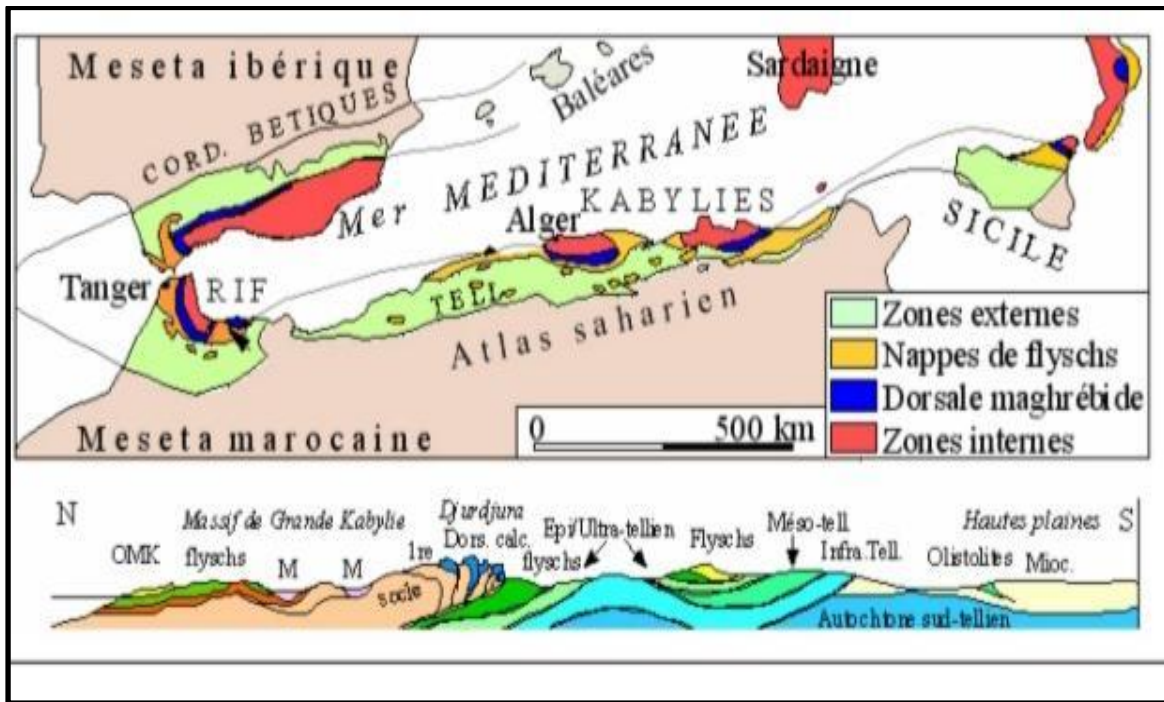 Meseta ibérique
CORD. BETIQUES
Baléares
Sardaigne
Mer MEDITERRANEE
Alger
KABYLIES
SICILE
Tanger
RIF
TELL
Atlas saharien
Meseta marocaine
0 500 km
Zones externes
Nappes de flyschs
Dorsale maghrébide
Zones internes
N
OMK
Massif de Grande Kabylie
flyschs
M
M
socle
1re
Djurdjura
Dors. calc.
flyschs
Epi/Ultra-tellien
Flyschs
Méso-tell.
Infra Tell.
Olistolites
Hautes plaines
Mioc.
S
Autochtone sud-tellien